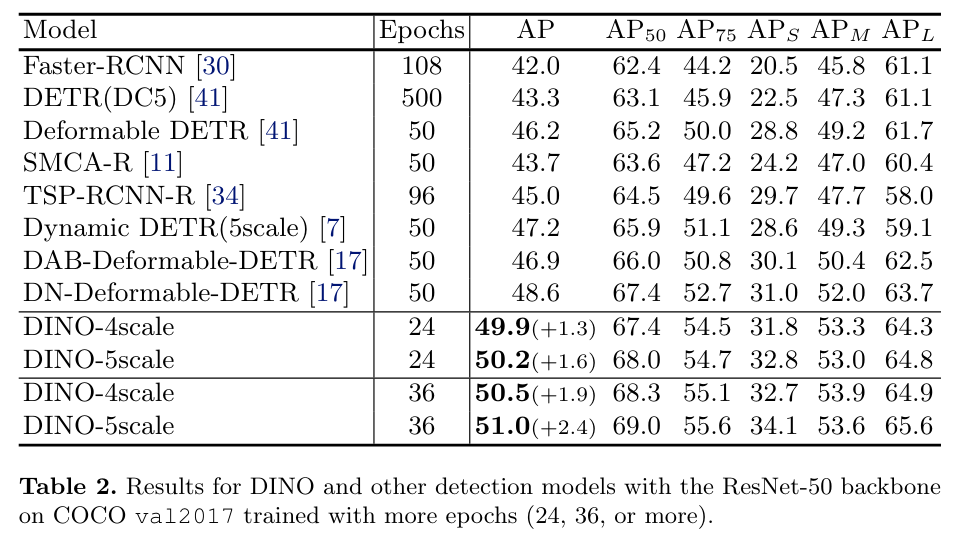 Model Epochs AP AP50 AP75 APS APM APL
Faster-RCNN [30] 108 42.0 62.4 44.2 20.5 45.8 61.1
DETR(DC5) [41] 500 43.3 63.1 45.9 22.5 47.3 61.1
Deformable DETR [41] 50 46.2 65.2 50.0 28.8 49.2 61.7
SMCA-R [11] 50 43.7 63.6 47.2 24.2 47.0 60.4
TSP-RCNN-R [34] 96 45.0 64.5 49.6 29.7 47.7 58.0
Dynamic DETR(5scale) [7] 50 47.2 65.9 51.1 28.6 49.3 59.1
DAB-Deformable-DETR [17] 50 46.9 66.0 50.8 30.1 50.4 62.5
DN-Deformable-DETR [17] 50 48.6 67.4 52.7 31.0 52.0 63.7
DINO-4scale 24 49.9(+1.3) 67.4 54.5 31.8 53.3 64.3
DINO-5scale 24 50.2(+1.6) 68.0 54.7 32.8 53.0 64.8
DINO-4scale 36 50.5(+1.9) 68.3 55.1 32.7 53.9 64.9
DINO-5scale 36 51.0(+2.4) 69.0 55.6 34.1 53.6 65.6
Table 2. Results for DINO and other detection models with the ResNet-50 backbone
on COCO val2017 trained with more epochs (24, 36, or more).